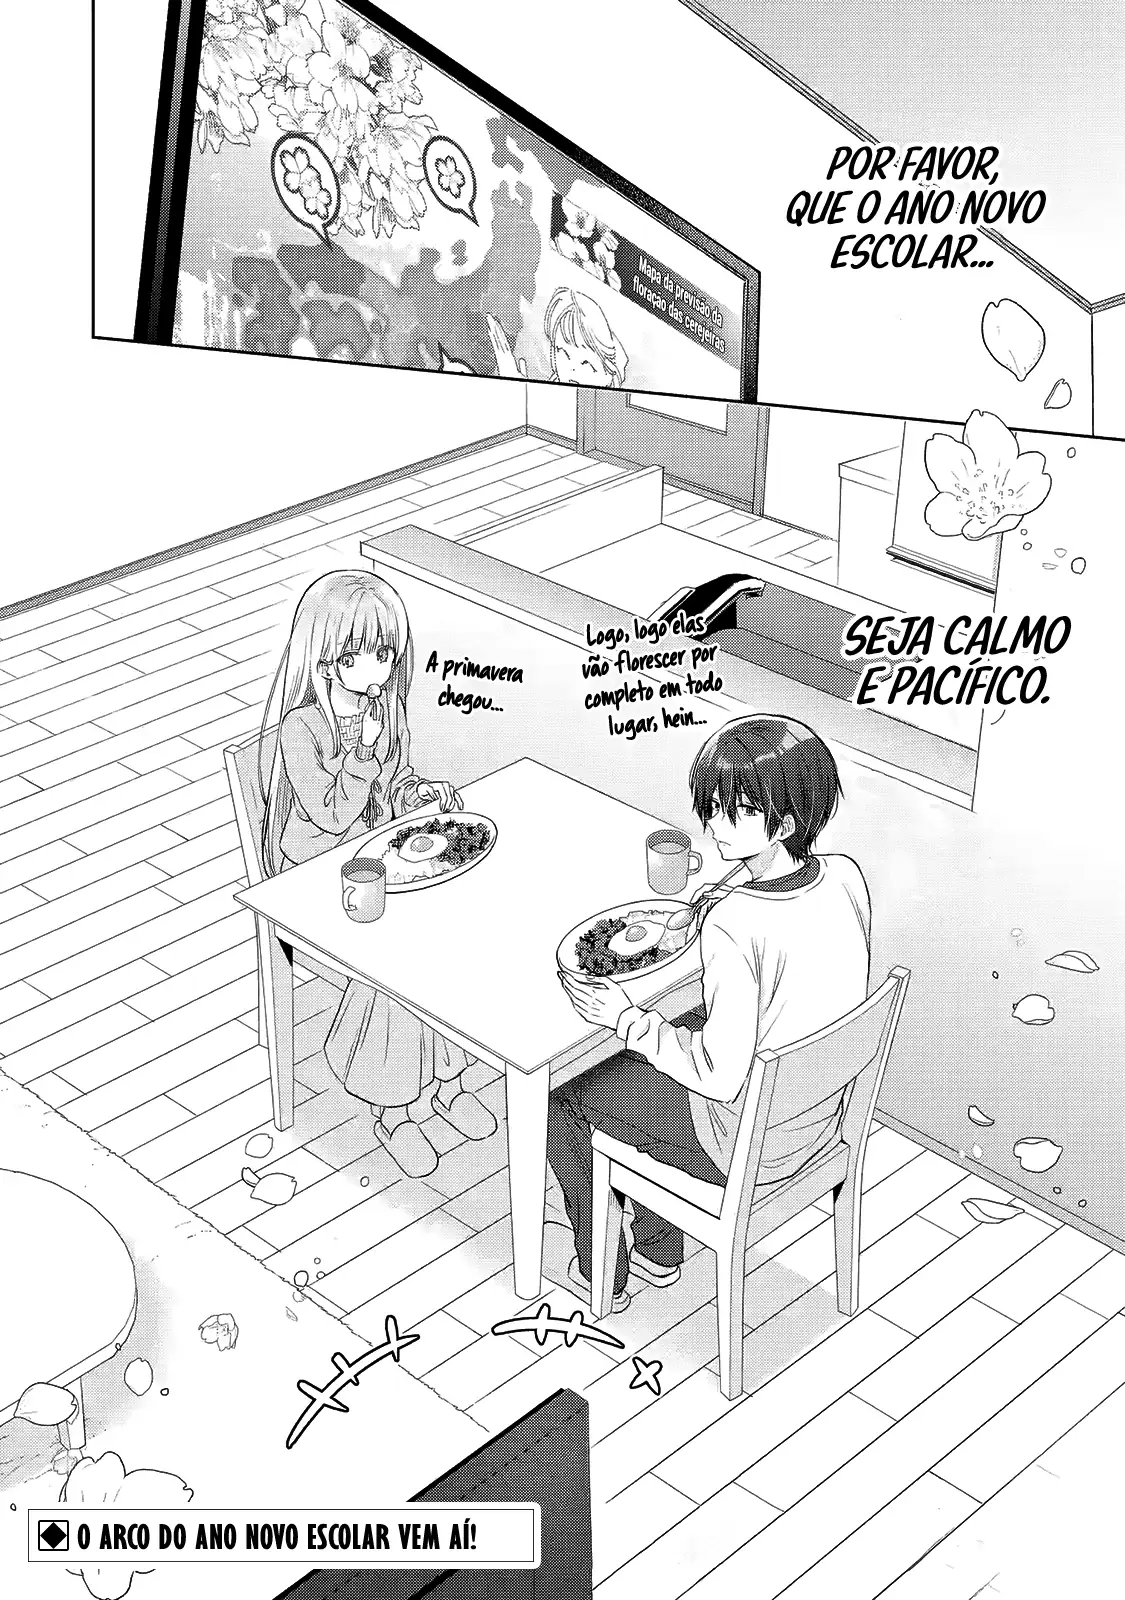 POR FAVOR,
QUE O ANO NOVO
ESCOLAR...
Mapa da previsão da
floração das cerejeiras
SEJA CALMO
E PACÍFICO.
A primavera
chegou...
Logo, logo elas
vão florescer por
completo em todo
lugar, hein...
O ARCO DO ANO NOVO ESCOLAR VEM AÍ!